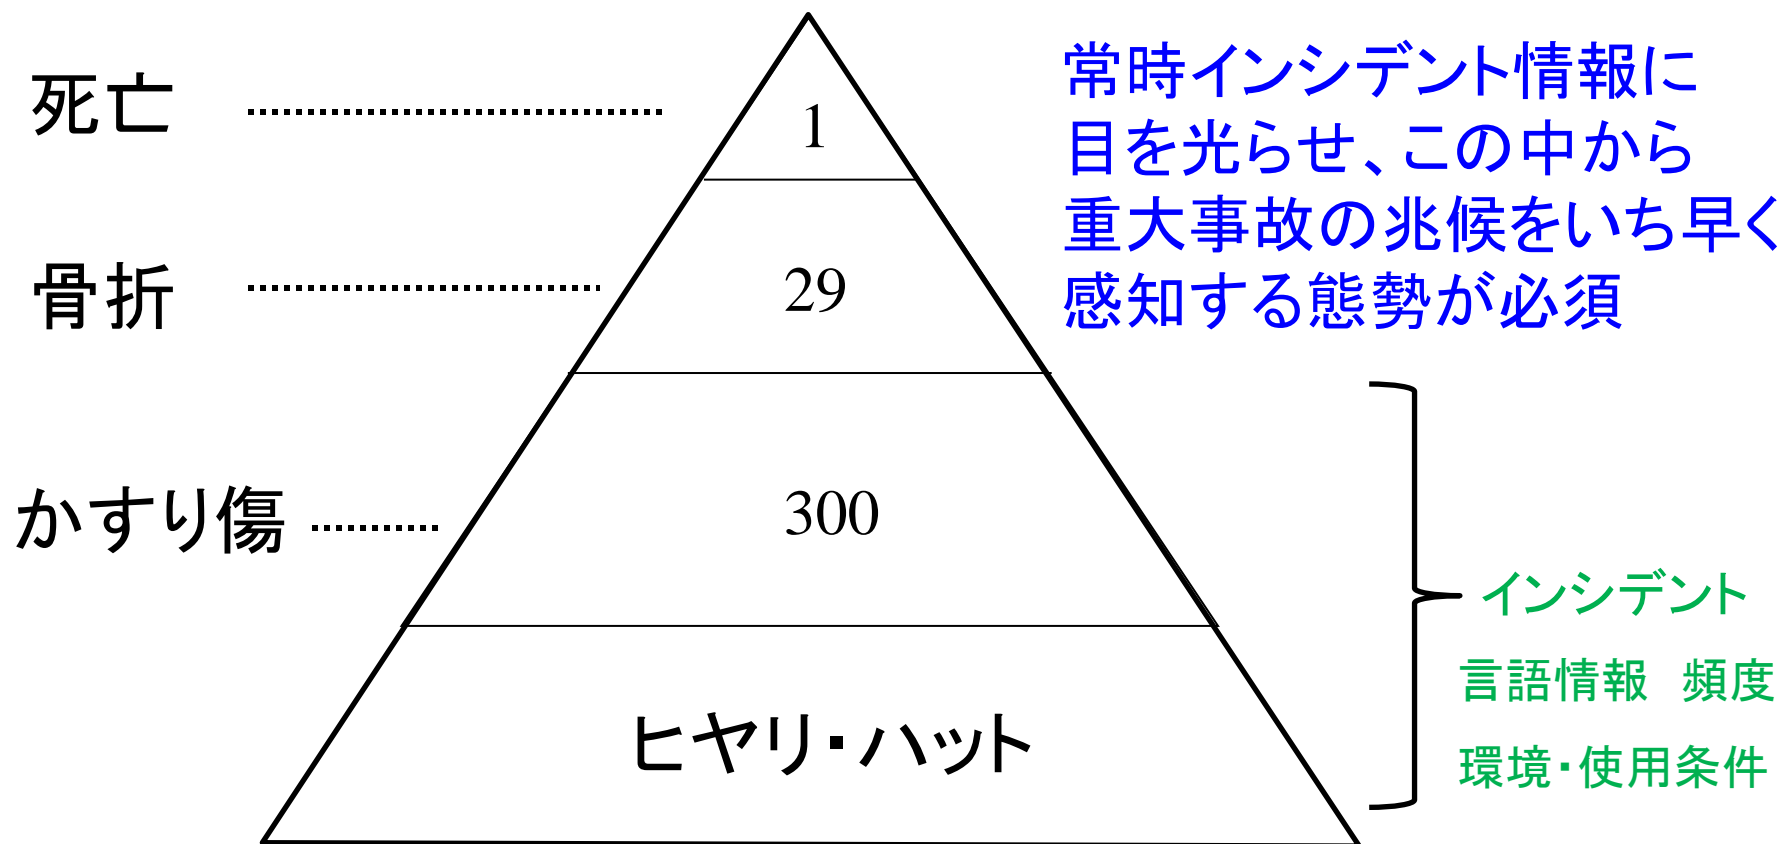 死亡
1
常時インシデント情報に
目を光らせ、この中から
重大事故の兆候をいち早く
感知する態勢が必須
骨折
29
かすり傷
300
インシデント
言語情報　頻度
環境・使用条件
ヒヤリ・ハット